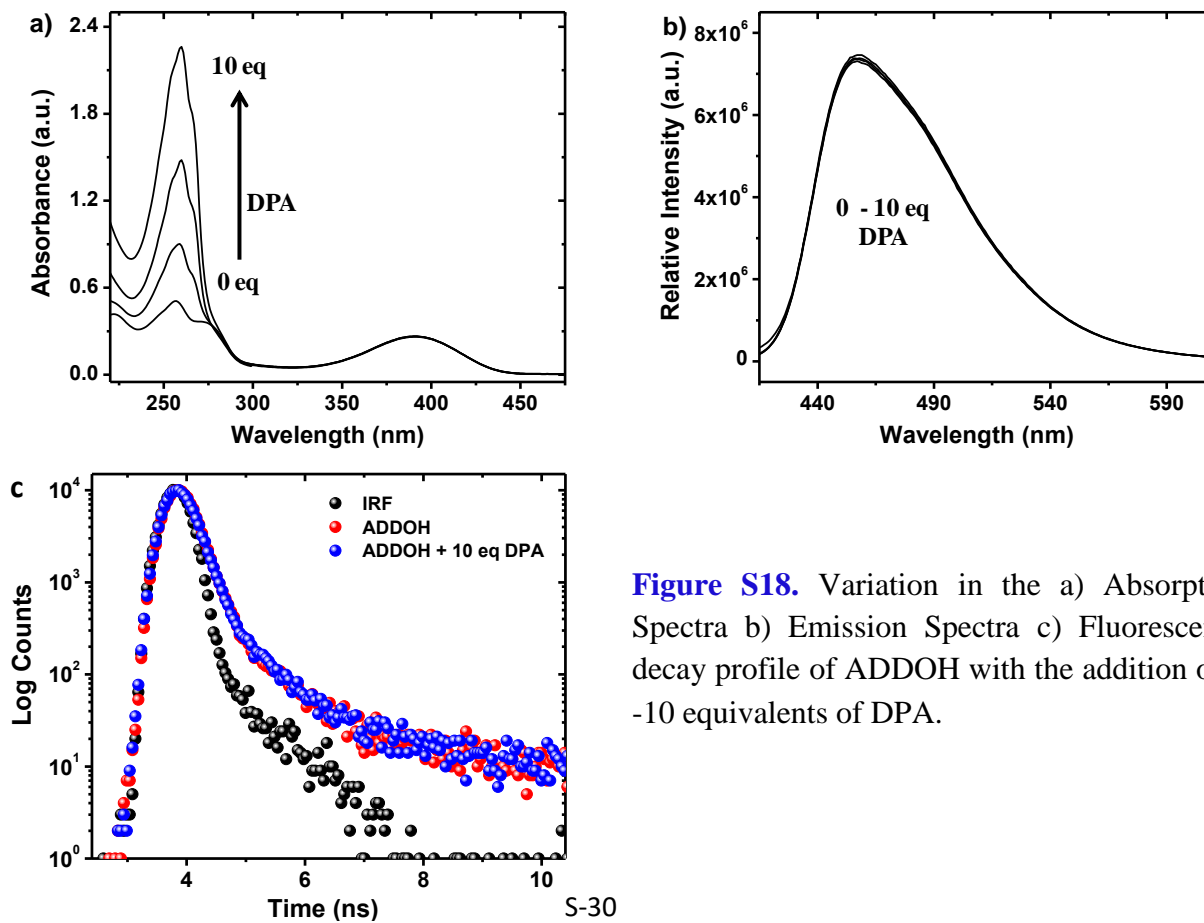 a)
2.4
1.8
1.2
0.6
0.0
Absorbance (a.u.)
10 eq
DPA
0 eq
250 300 350 400 450
Wavelength (nm)
b)
8x10⁶
6x10⁶
4x10⁶
2x10⁶
0
Relative Intensity (a.u.)
0 - 10 eq
DPA
440 490 540 590
Wavelength (nm)
c
10⁴
10³
10²
10¹
10⁰
Log Counts
IRF
ADDOH
ADDOH + 10 eq DPA
4 6 8 10
Time (ns)
Figure S18. Variation in the a) Absorpt
Spectra b) Emission Spectra c) Fluoresce
decay profile of ADDOH with the addition o
-10 equivalents of DPA.
S-30